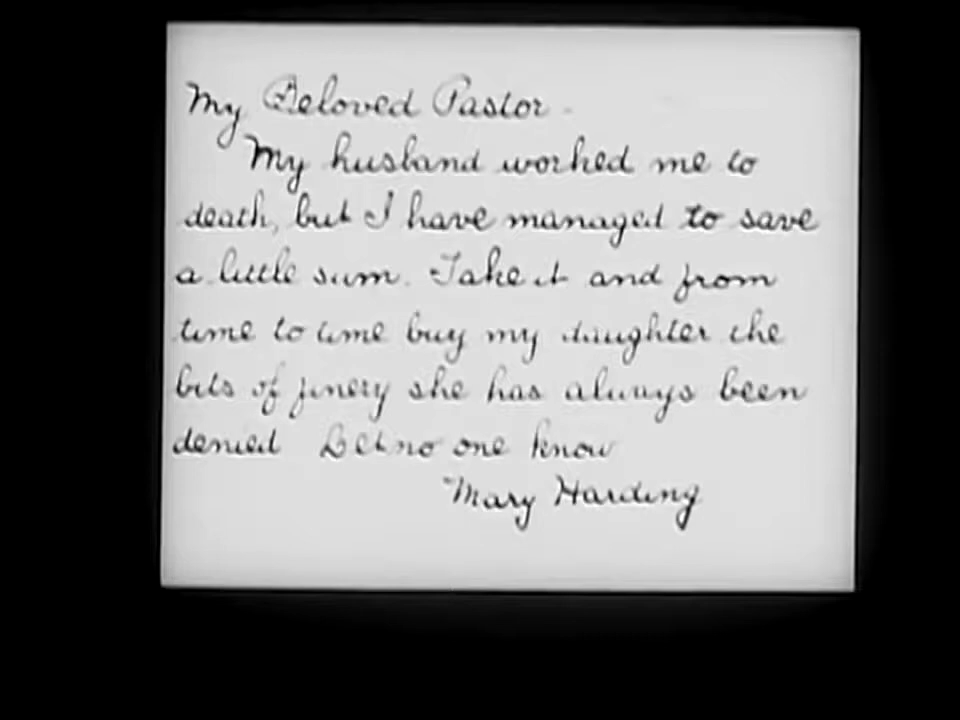 My Beloved Pastor -
My husband worked me to
death, but I have managed to save
a little sum. Take it and from
time to time buy my daughter the
bits of finery she has always been
denied Let no one know
Mary Harding